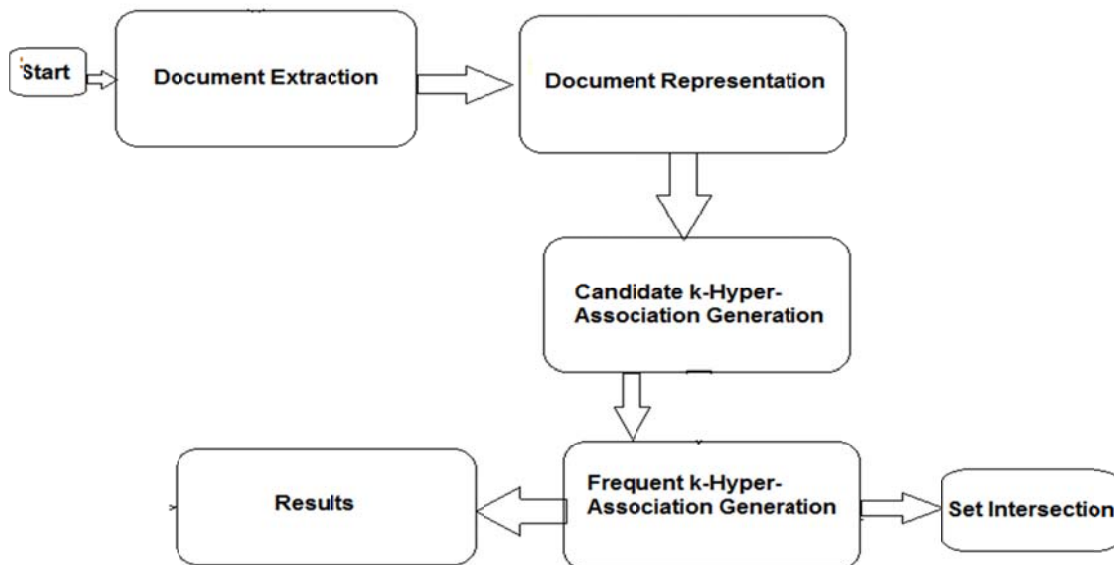 Start
Document Extraction
Document Representation
Candidate k-Hyper-
Association Generation
Results
Frequent k-Hyper-
Association Generation
Set Intersection